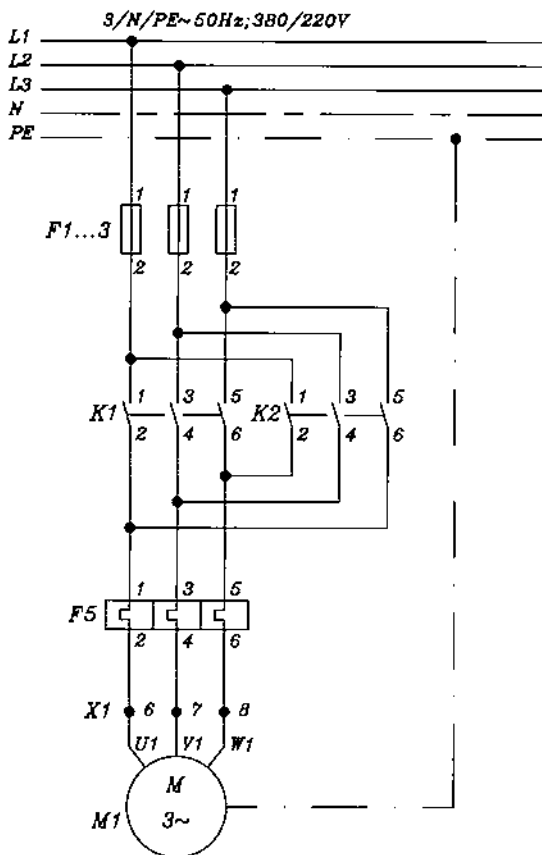 3/N/PE~50Hz;380/220V
L1
L2
L3
N
PE
1 1 1
F1...3
2 2 2
K1 1 3 5 K2 1 3 5
2 4 6 2 4 6
1 3 5
F5
2 4 6
X1 6 7 8
U1 V1 W1
M
M1 3~